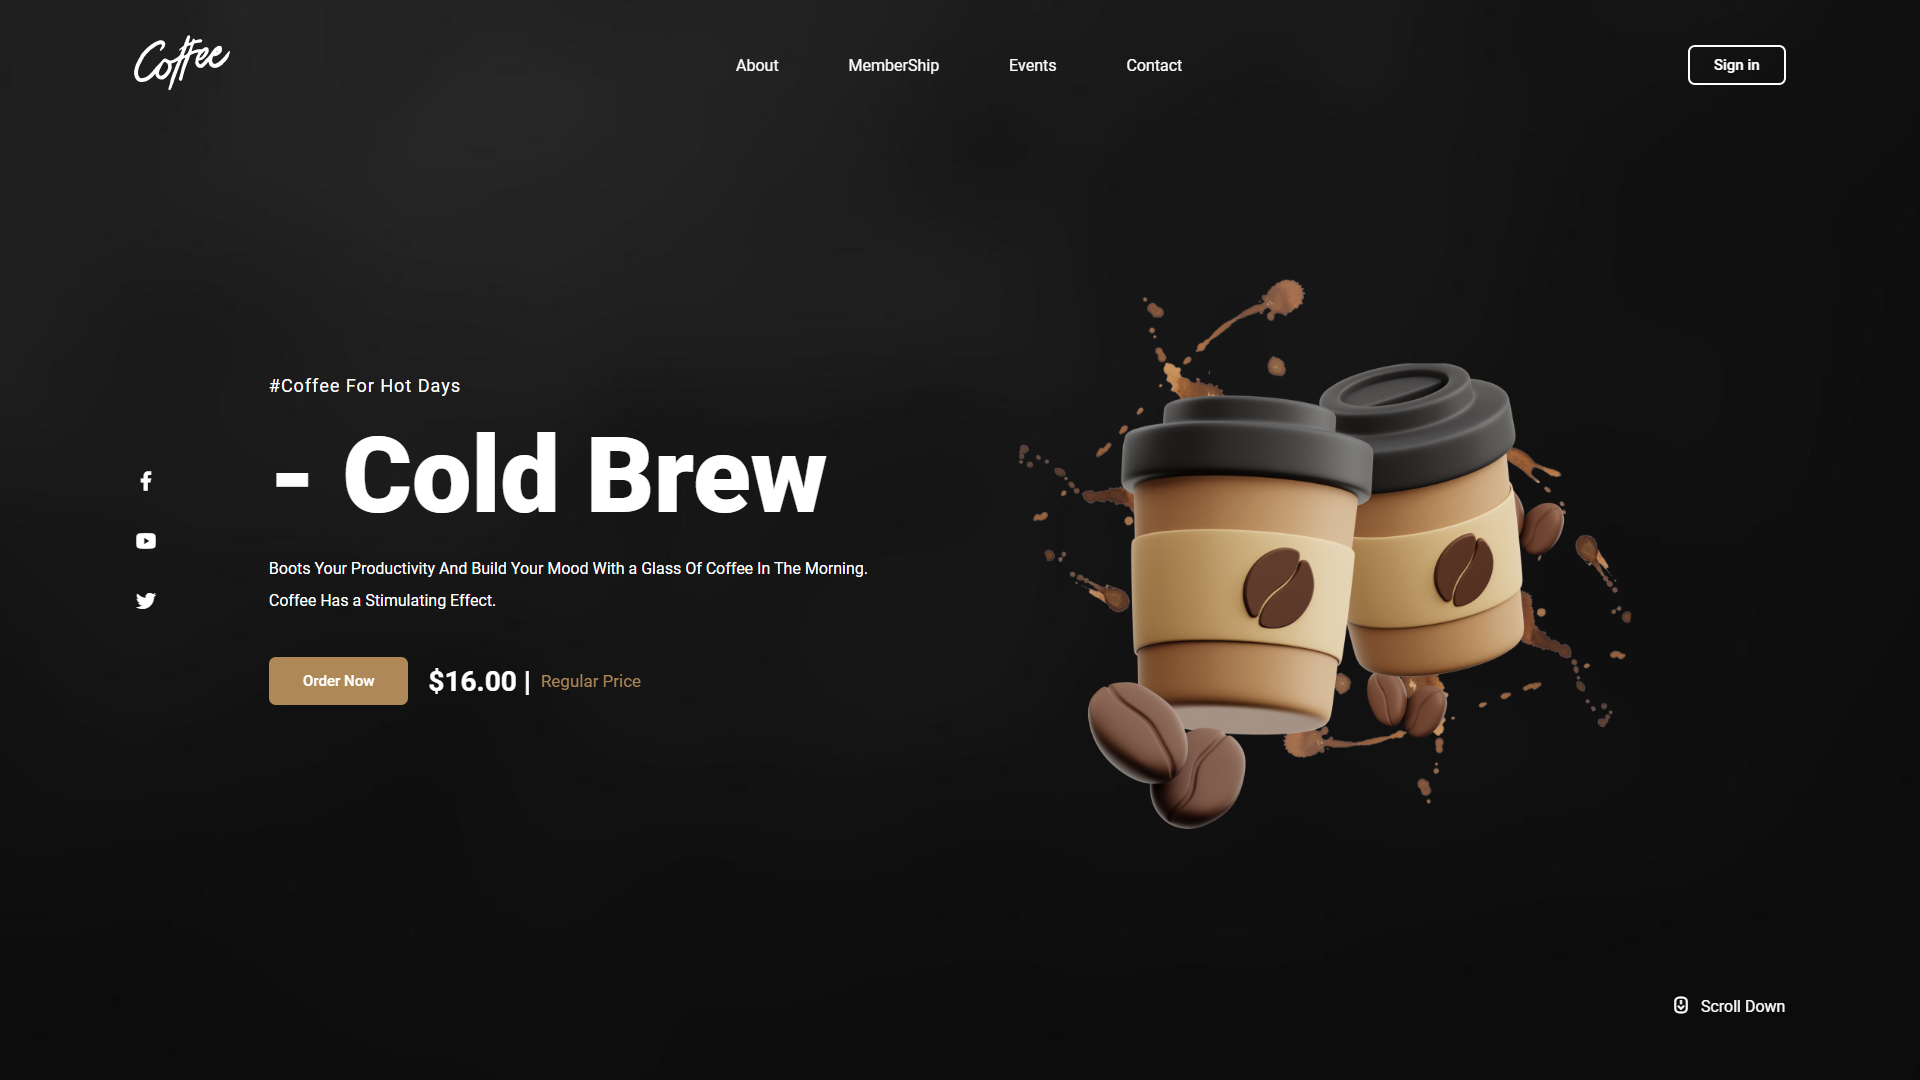 Coffee
About
MemberShip
Events
Contact
Sign in
#Coffee For Hot Days
- Cold Brew
Boots Your Productivity And Build Your Mood With a Glass Of Coffee In The Morning.
Coffee Has a Stimulating Effect.
Order Now
$16.00 | Regular Price
Scroll Down